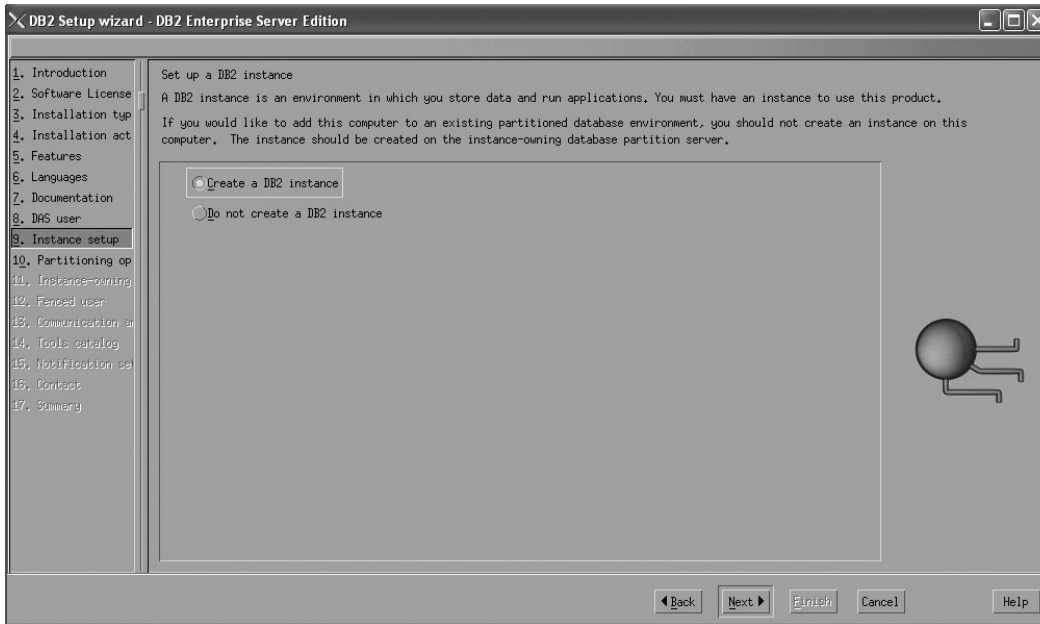 DB2 Setup wizard - DB2 Enterprise Server Edition
1. Introduction
2. Software License
3. Installation typ
4. Installation act
5. Features
6. Languages
7. Documentation
8. DAS user
9. Instance setup
10. Partitioning op
11. Instance-owning
12. Fenced user
13. Communication an
14. Tools catalog
15. Notification set
16. Contact
17. Summary
Set up a DB2 instance
A DB2 instance is an environment in which you store data and run applications. You must have an instance to use this product.
If you would like to add this computer to an existing partitioned database environment, you should not create an instance on this
computer. The instance should be created on the instance-owning database partition server.
Create a DB2 instance
Do not create a DB2 instance
Back Next Finish Cancel Help